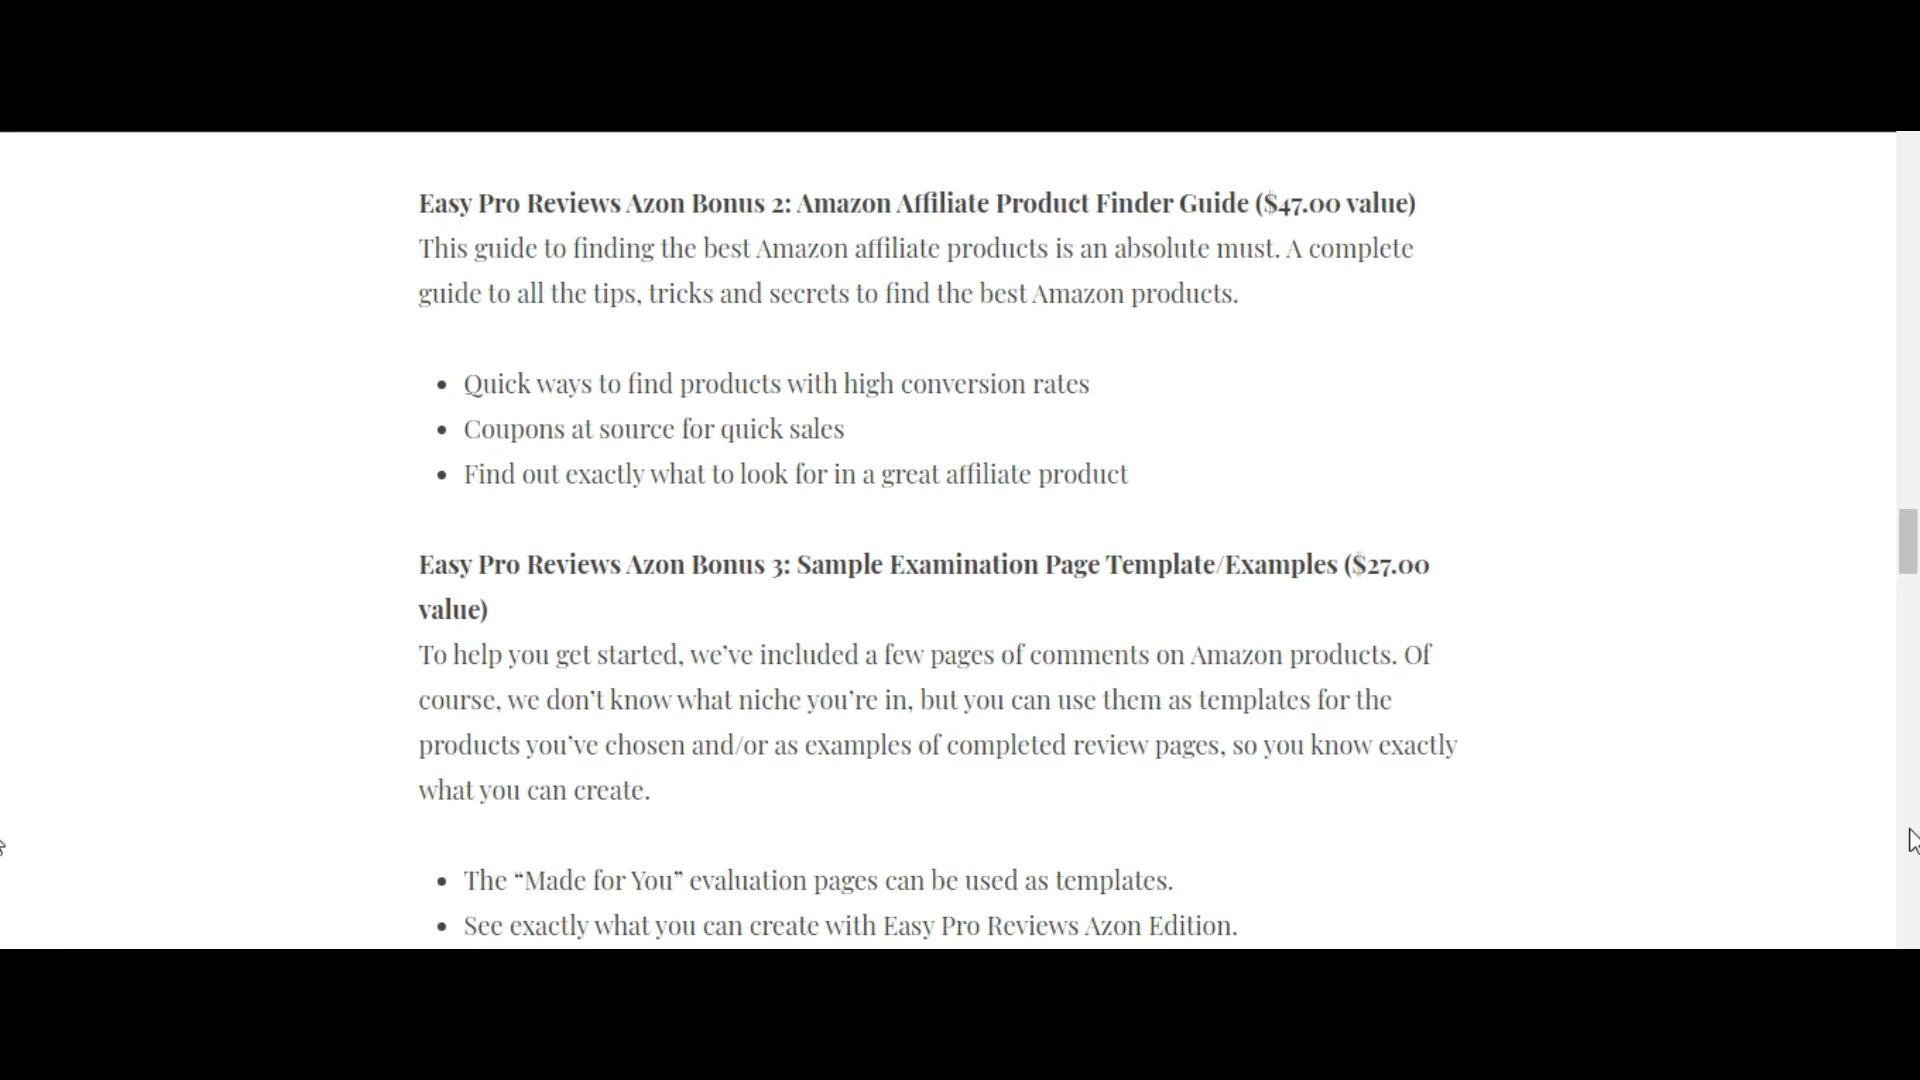 Easy Pro Reviews Azon Bonus 2: Amazon Affiliate Product Finder Guide ($47.00 value)
This guide to finding the best Amazon affiliate products is an absolute must. A complete
guide to all the tips, tricks and secrets to find the best Amazon products.
• Quick ways to find products with high conversion rates
• Coupons at source for quick sales
• Find out exactly what to look for in a great affiliate product
Easy Pro Reviews Azon Bonus 3: Sample Examination Page Template/Examples ($27.00
value)
To help you get started, we’ve included a few pages of comments on Amazon products. Of
course, we don’t know what niche you’re in, but you can use them as templates for the
products you’ve chosen and/or as examples of completed review pages, so you know exactly
what you can create.
• The “Made for You” evaluation pages can be used as templates.
• See exactly what you can create with Easy Pro Reviews Azon Edition.